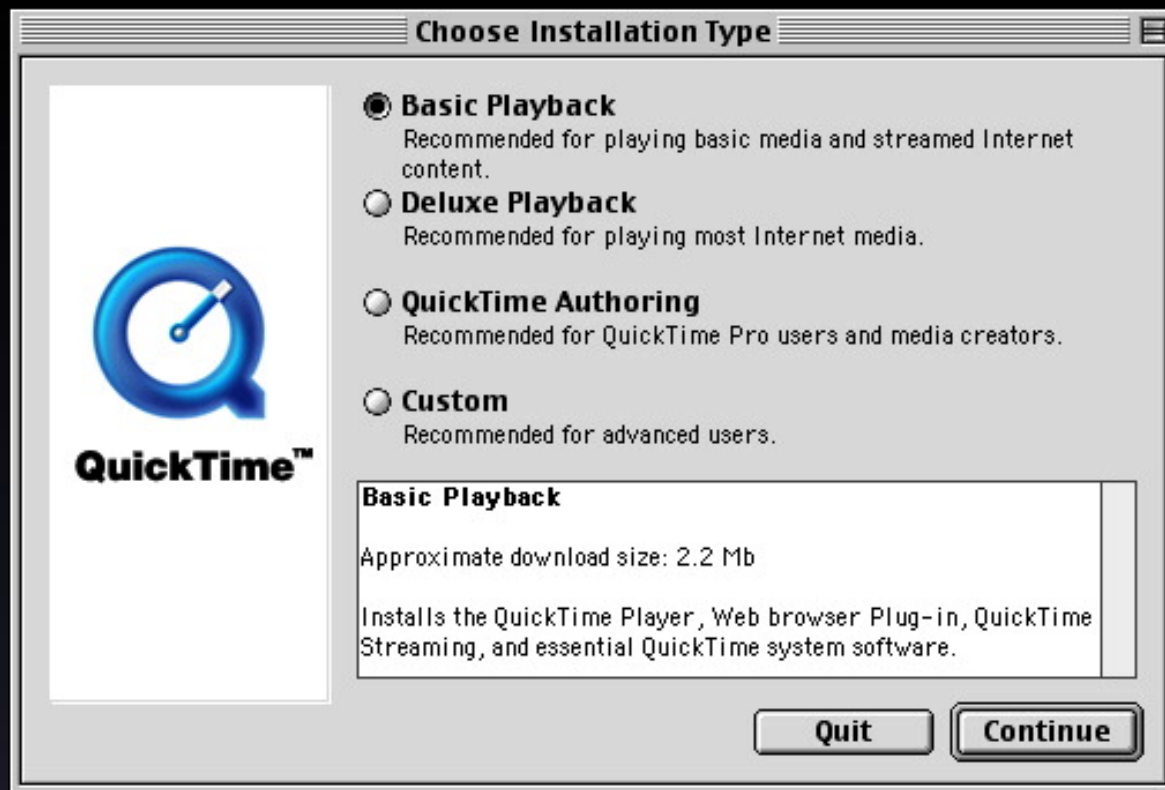 Choose Installation Type
Basic Playback
Recommended for playing basic media and streamed Internet
content.
Deluxe Playback
Recommended for playing most Internet media.
QuickTime Authoring
Recommended for QuickTime Pro users and media creators.
Custom
Recommended for advanced users.
QuickTime™
Basic Playback
Approximate download size: 2.2 Mb
Installs the QuickTime Player, Web browser Plug-in, QuickTime
Streaming, and essential QuickTime system software.
Quit
Continue